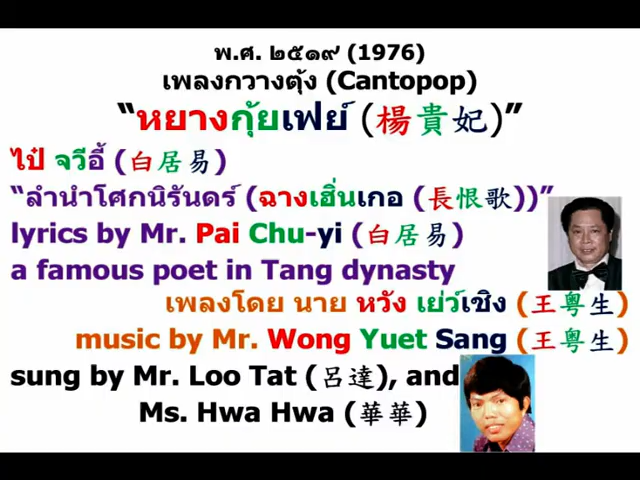 พ.ศ. ๒๕๑๙ (1976)
เพลงกวางตุ้ง (Cantopop)
“หยางกุ้ยเฟย์ (楊貴妃)”
ไป๋ จวีอี้ (白居易)
“ลำนำโศกนิรันดร์ (ฉางเฮิ่นเกอ (長恨歌))”
lyrics by Mr. Pai Chu-yi (白居易)
a famous poet in Tang dynasty
เพลงโดย นาย หวัง เย่ว์เชิง (王粵生)
music by Mr. Wong Yuet Sang (王粵生)
sung by Mr. Loo Tat (呂達), and
Ms. Hwa Hwa (華華)